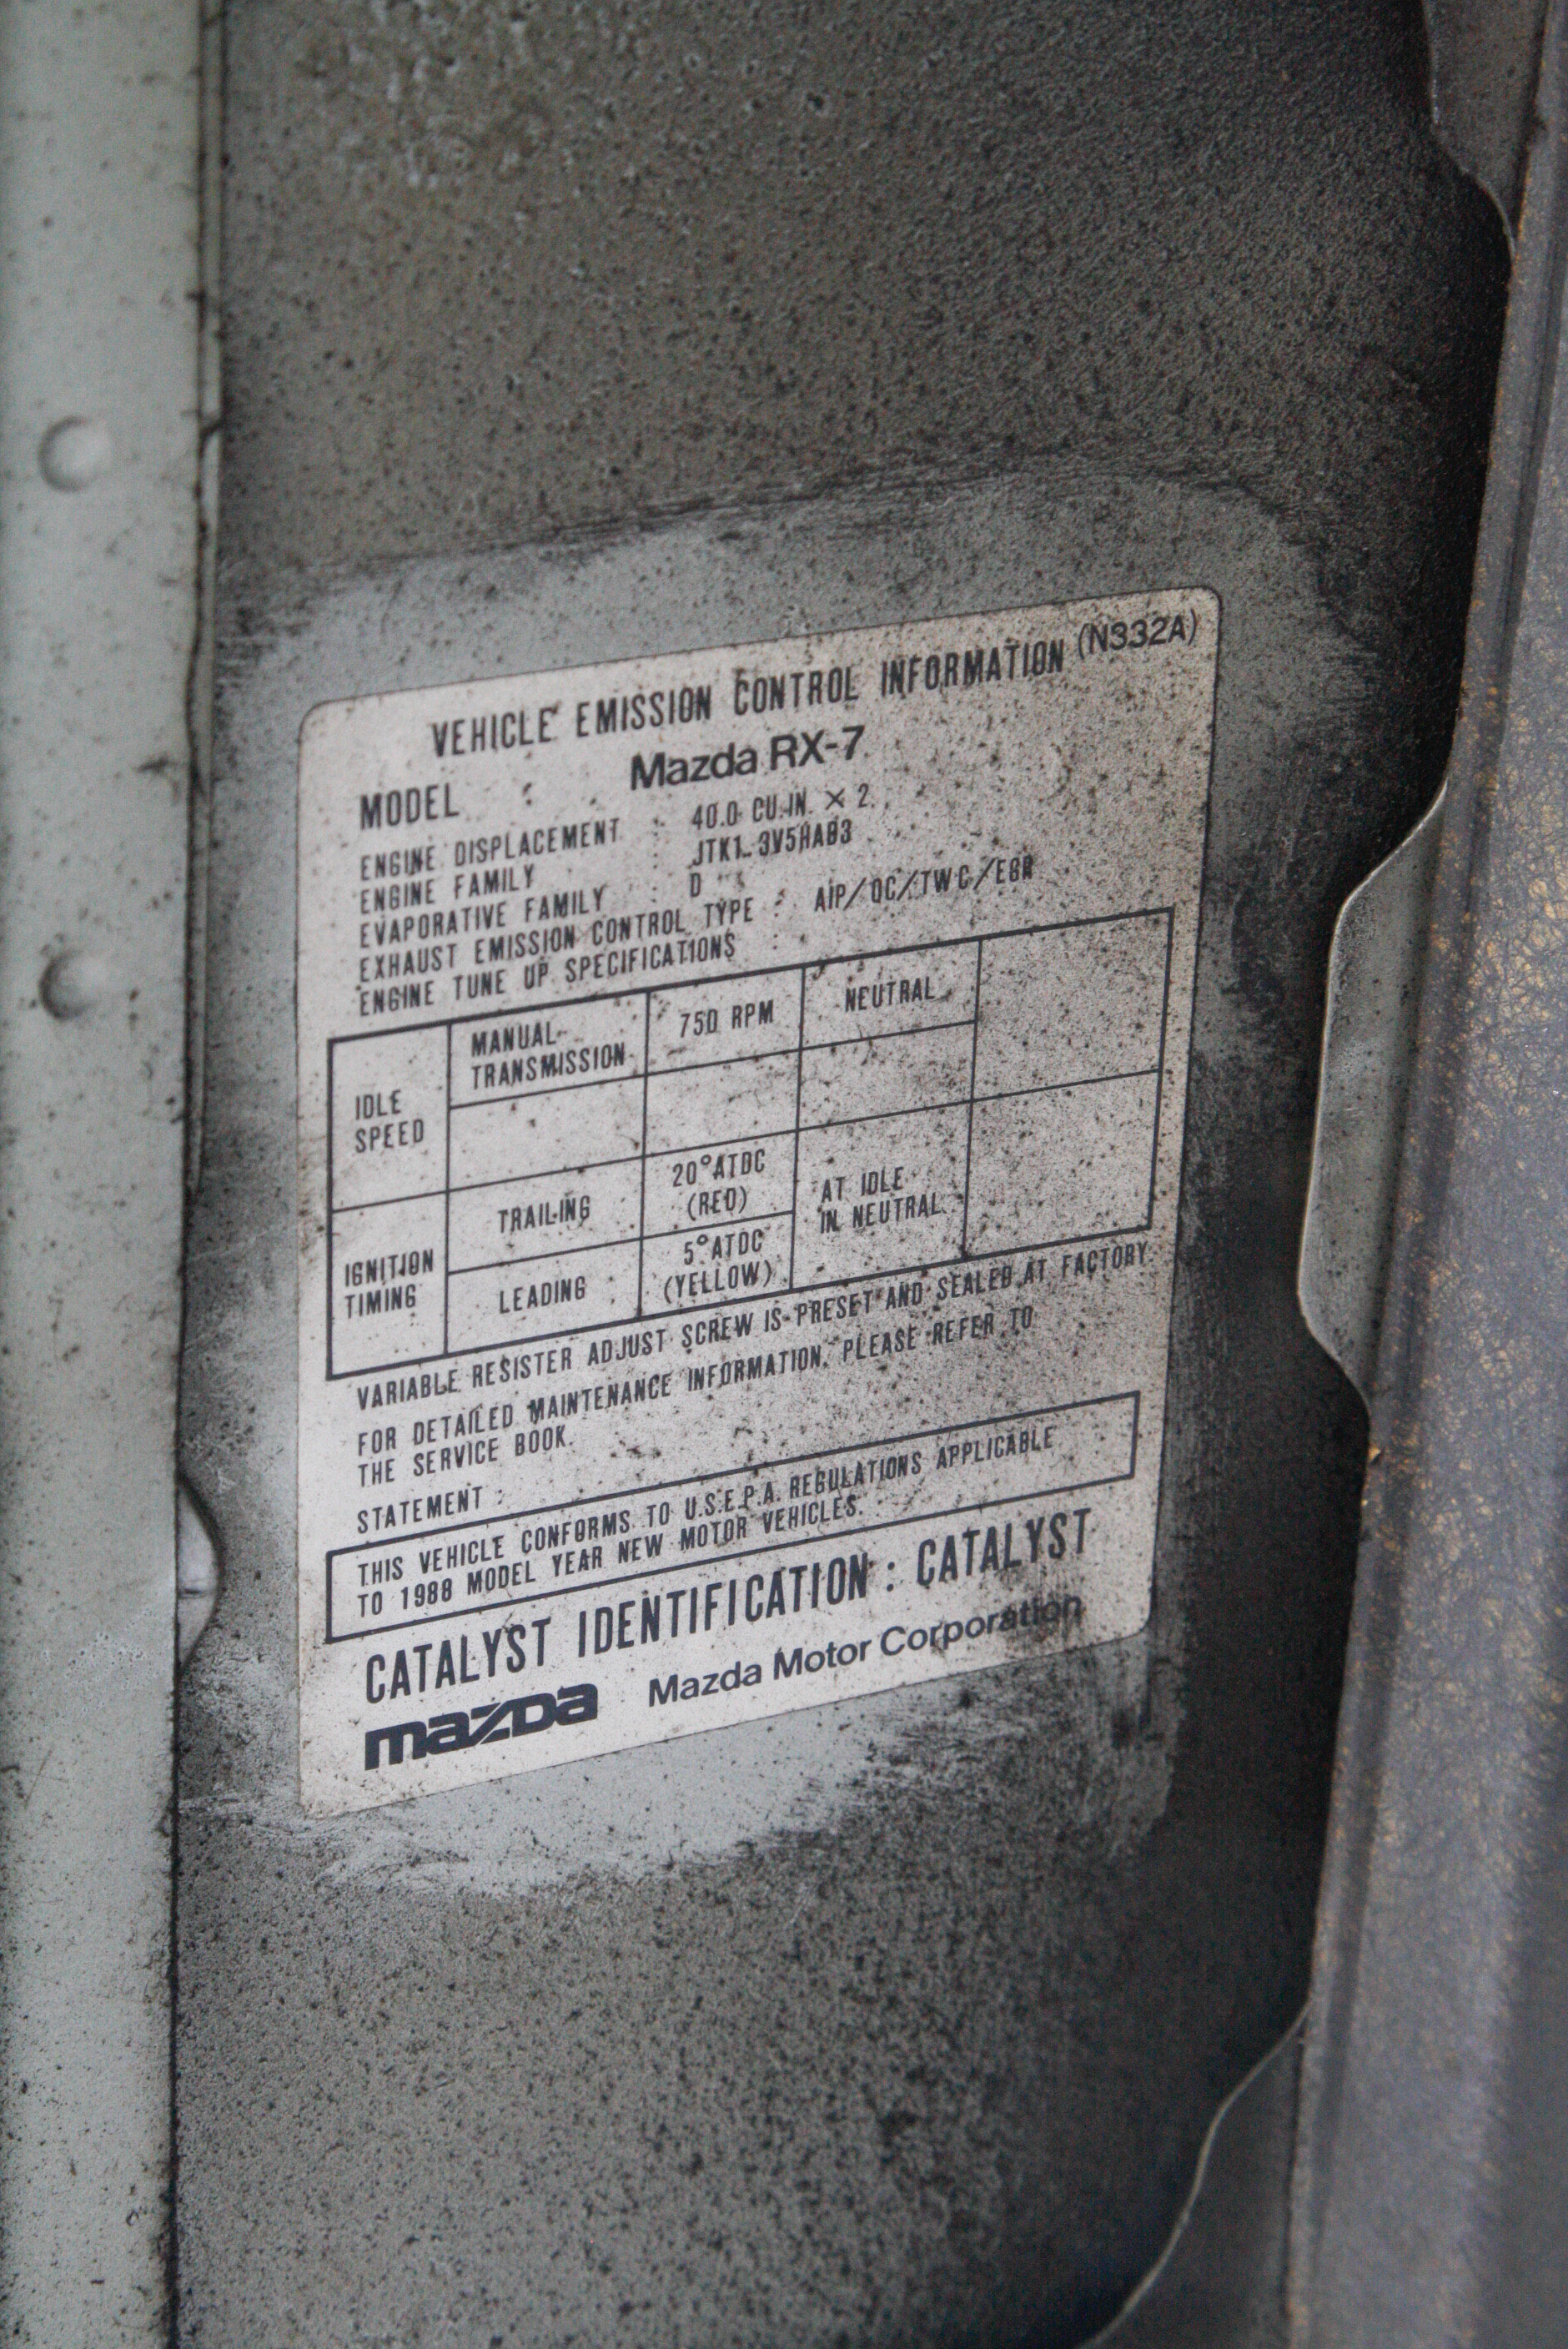 VEHICLE EMISSION CONTROL INFORMATION (N332A)
MODEL : Mazda RX-7
ENGINE DISPLACEMENT : 40.0 CU.IN. × 2
ENGINE FAMILY : JTK1.3V5HAB3
EVAPORATIVE FAMILY : D
EXHAUST EMISSION CONTROL TYPE : AIP/OC/TWC/EGR
ENGINE TUNE UP SPECIFICATIONS :
IDLE SPEED
MANUAL TRANSMISSION
750 RPM
NEUTRAL
IGNITION TIMING
TRAILING
20°ATDC
(RED)
LEADING
5°ATDC
(YELLOW)
AT IDLE
IN NEUTRAL
VARIABLE RESISTER ADJUST SCREW IS PRESET AND SEALED AT FACTORY.
FOR DETAILED MAINTENANCE INFORMATION, PLEASE REFER TO
THE SERVICE BOOK.
STATEMENT :
THIS VEHICLE CONFORMS TO U.S.E.P.A. REGULATIONS APPLICABLE
TO 1988 MODEL YEAR NEW MOTOR VEHICLES.
CATALYST IDENTIFICATION : CATALYST
mazda Mazda Motor Corporation